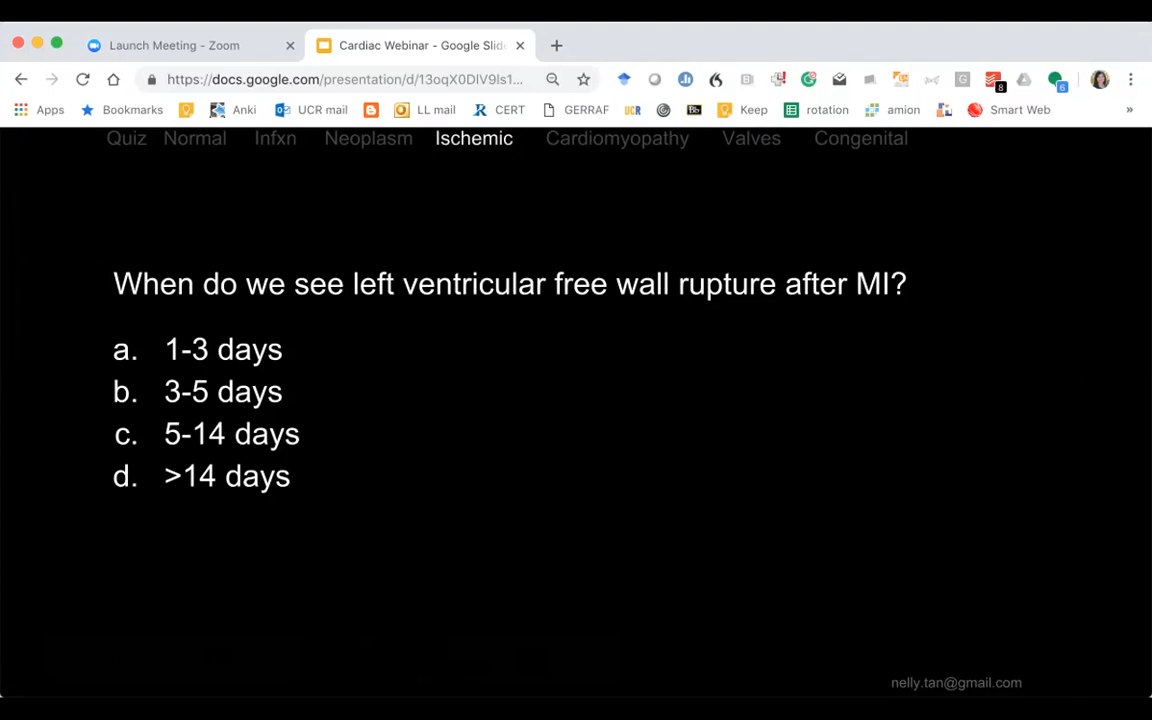 Launch Meeting - Zoom
Cardiac Webinar - Google Slid
https://docs.google.com/presentation/d/13oqX0DIV9Is1...
Apps Bookmarks Anki UCR mail LL mail CERT GERRAF UCR Keep rotation amion Smart Web »
Quiz Normal Infxn Neoplasm Ischemic Cardiomyopathy Valves Congenital
When do we see left ventricular free wall rupture after MI?
a. 1-3 days
b. 3-5 days
c. 5-14 days
d. >14 days
nelly.tan@gmail.com